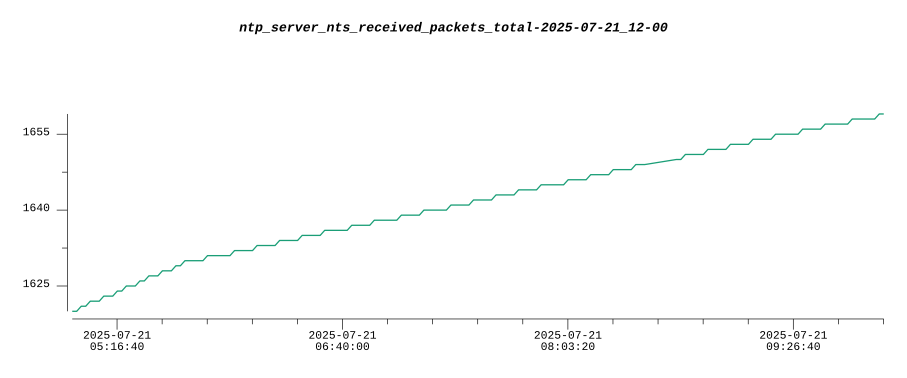 ntp_server_nts_received_packets_total-2025-07-21_12-00
1655
1640
1625
2025-07-21 2025-07-21 2025-07-21 2025-07-21
05:16:40 06:40:00 08:03:20 09:26:40